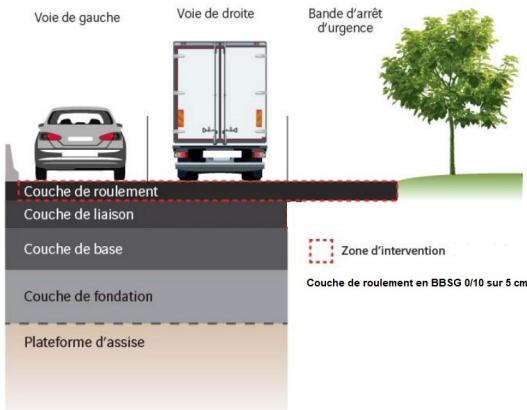 Voie de gauche
Voie de droite
Bande d'arrêt
d'urgence
Couche de roulement
Couche de liaison
Couche de base
Zone d'intervention
Couche de roulement en BBSG 0/10 sur 5 cm
Couche de fondation
Plateforme d'assise